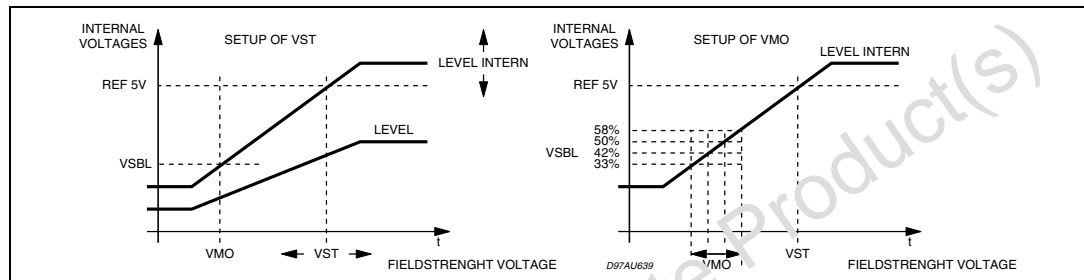 INTERNAL
VOLTAGES
SETUP OF VST
LEVEL INTERN
REF 5V
LEVEL
VSBL
t
VMO
VST
FIELDSTRENGHT VOLTAGE
INTERNAL
VOLTAGES
SETUP OF VMO
LEVEL INTERN
REF 5V
58%
50%
VSBL 42%
33%
t
D97AU639
VMO
VST
FIELDSTRENGHT VOLTAGE
Product(s)